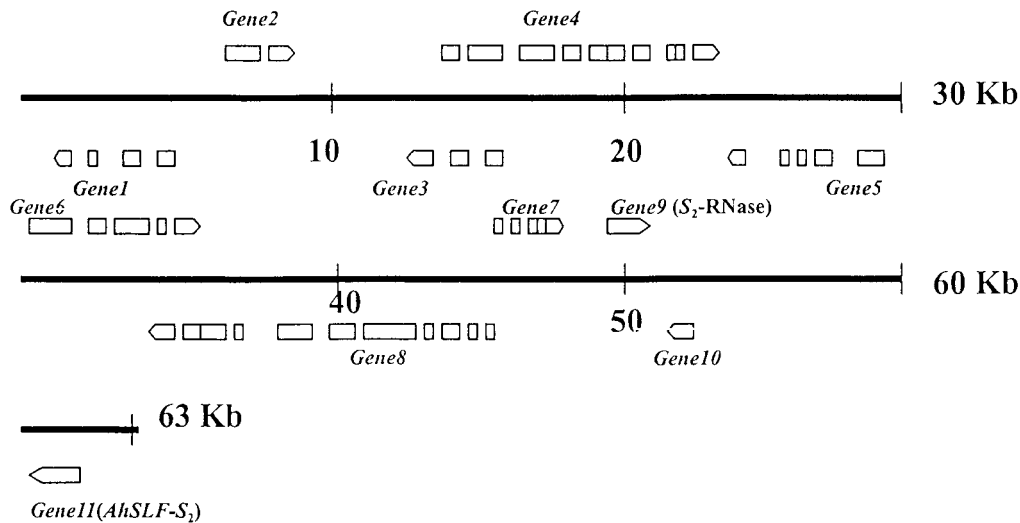 Gene2
Gene4
30 Kb
10
20
Gene1
Gene3
Gene5
Gene6
Gene7
Gene9 (S₂-RNase)
60 Kb
40
50
Gene8
Gene10
63 Kb
Gene11(AhSLF-S₂)